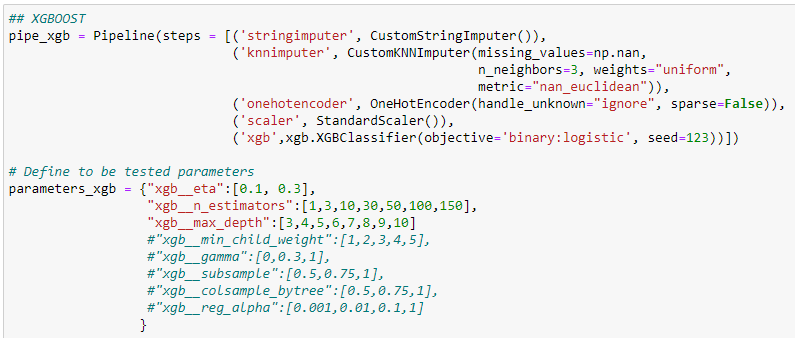 ## XGBOOST
pipe_xgb = Pipeline(steps = [('stringimputer', CustomStringImputer()),
('knnimputer', CustomKNNImputer(missing_values=np.nan,
n_neighbors=3, weights="uniform",
metric="nan_euclidean")),
('onehotencoder', OneHotEncoder(handle_unknown="ignore", sparse=False)),
('scaler', StandardScaler()),
('xgb',xgb.XGBClassifier(objective='binary:logistic', seed=123))])
# Define to be tested parameters
parameters_xgb = {"xgb__eta":[0.1, 0.3],
"xgb__n_estimators":[1,3,10,30,50,100,150],
"xgb__max_depth":[3,4,5,6,7,8,9,10]
#"xgb__min_child_weight":[1,2,3,4,5],
#"xgb__gamma":[0,0.3,1],
#"xgb__subsample":[0.5,0.75,1],
#"xgb__colsample_bytree":[0.5,0.75,1],
#"xgb__reg_alpha":[0.001,0.01,0.1,1]
}